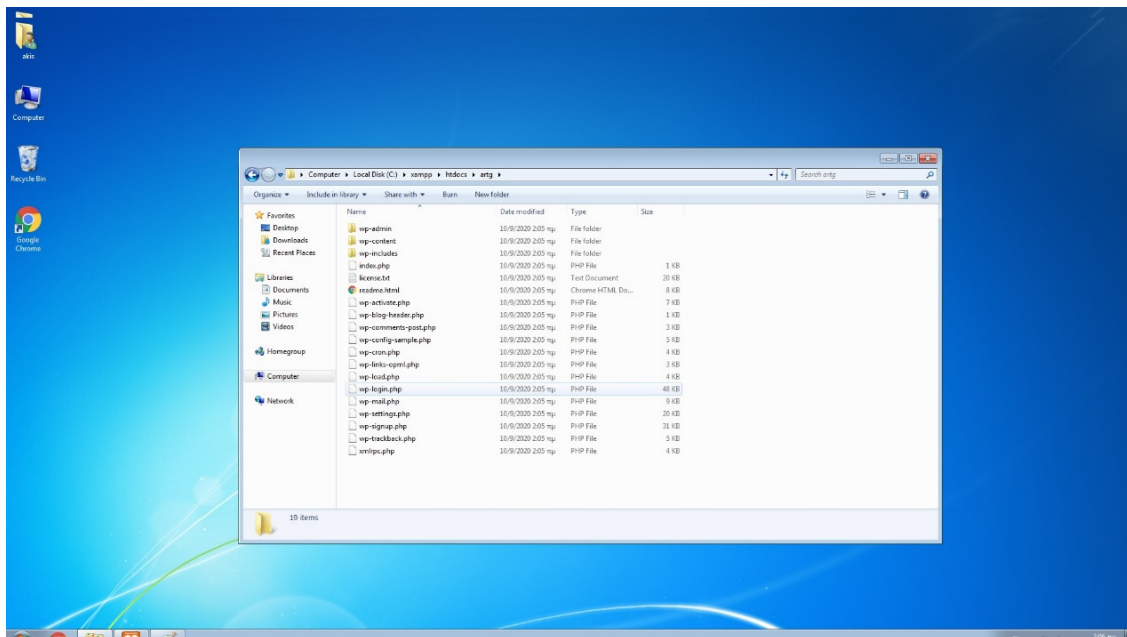 akis
Computer
Recycle Bin
Google
Chrome
Computer Local Disk (C:) xampp htdocs artg
Search artg
Organize Include in library Share with Burn New folder
Favorites
Desktop
Downloads
Recent Places
Libraries
Documents
Music
Pictures
Videos
Homegroup
Computer
Network
Name Date modified Type Size
wp-admin 10/9/2020 2:05 πμ File folder
wp-content 10/9/2020 2:05 πμ File folder
wp-includes 10/9/2020 2:05 πμ File folder
index.php 10/9/2020 2:05 πμ PHP File 1 KB
license.txt 10/9/2020 2:05 πμ Text Document 20 KB
readme.html 10/9/2020 2:05 πμ Chrome HTML Do... 8 KB
wp-activate.php 10/9/2020 2:05 πμ PHP File 7 KB
wp-blog-header.php 10/9/2020 2:05 πμ PHP File 1 KB
wp-comments-post.php 10/9/2020 2:05 πμ PHP File 3 KB
wp-config-sample.php 10/9/2020 2:05 πμ PHP File 3 KB
wp-cron.php 10/9/2020 2:05 πμ PHP File 4 KB
wp-links-opml.php 10/9/2020 2:05 πμ PHP File 3 KB
wp-load.php 10/9/2020 2:05 πμ PHP File 4 KB
wp-login.php 10/9/2020 2:05 πμ PHP File 48 KB
wp-mail.php 10/9/2020 2:05 πμ PHP File 9 KB
wp-settings.php 10/9/2020 2:05 πμ PHP File 20 KB
wp-signup.php 10/9/2020 2:05 πμ PHP File 31 KB
wp-trackback.php 10/9/2020 2:05 πμ PHP File 5 KB
xmlrpc.php 10/9/2020 2:05 πμ PHP File 4 KB
19 items